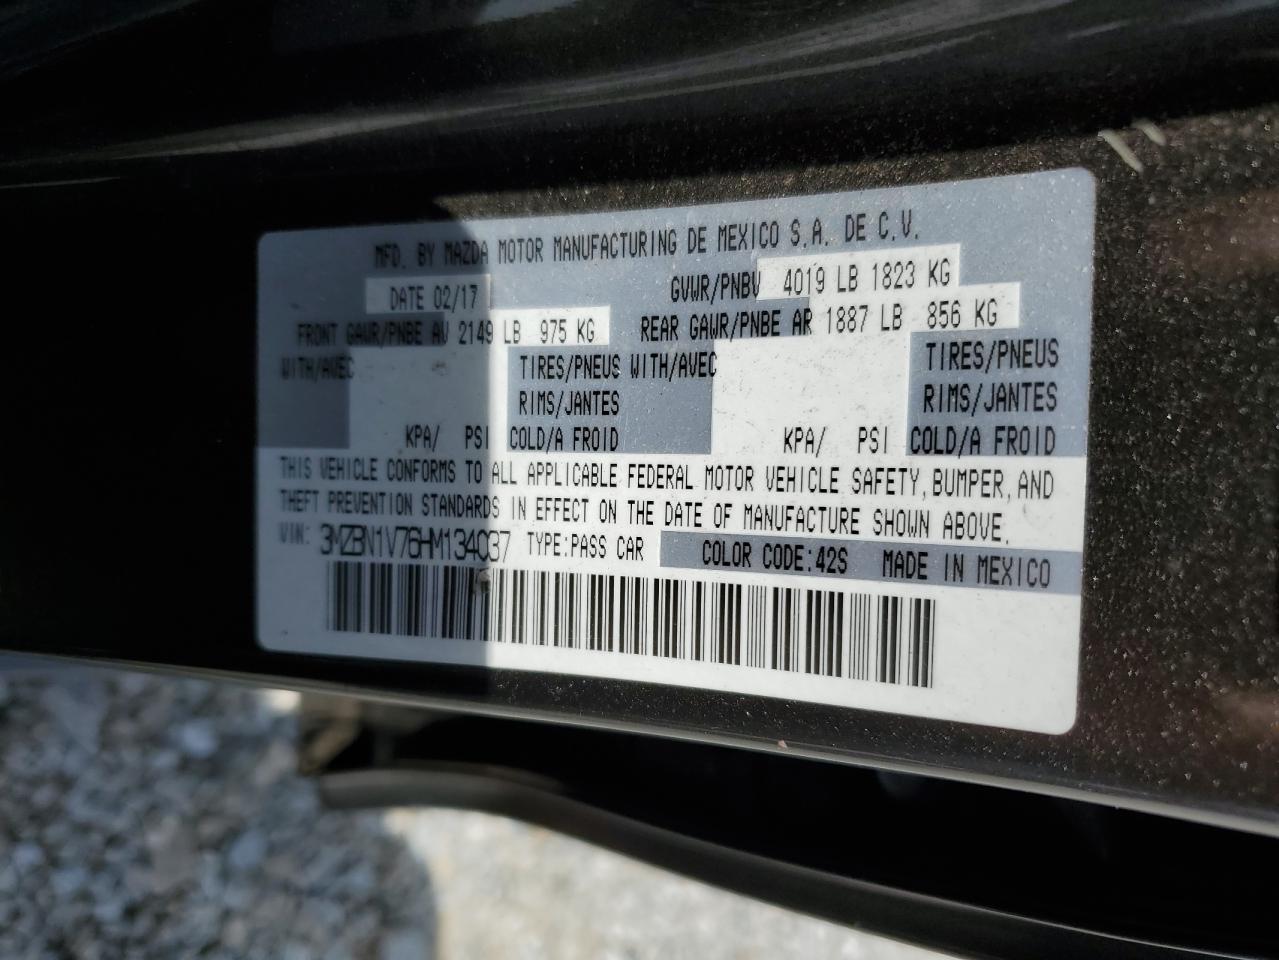 MFD. BY MAZDA MOTOR MANUFACTURING DE MEXICO S.A. DE C.V.
DATE 02/17 GVWR/PNBV 4019 LB 1823 KG
FRONT GAWR/PNBE AV 2149 LB 975 KG REAR GAWR/PNBE AR 1887 LB 856 KG
WITH/AVEC TIRES/PNEUS WITH/AVEC TIRES/PNEUS
RIMS/JANTES RIMS/JANTES
KPA/ PSI COLD/A FROID KPA/ PSI COLD/A FROID
THIS VEHICLE CONFORMS TO ALL APPLICABLE FEDERAL MOTOR VEHICLE SAFETY, BUMPER, AND
THEFT PREVENTION STANDARDS IN EFFECT ON THE DATE OF MANUFACTURE SHOWN ABOVE.
VIN: 3MZBN1V76HM134037 TYPE:PASS CAR COLOR CODE:42S MADE IN MEXICO